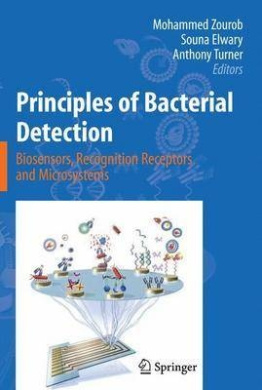 Mohammed Zourob
Souna Elwary
Anthony Turner
Editors
Principles of Bacterial
Detection
Biosensors, Recognition Receptors
and Microsystems
Springer